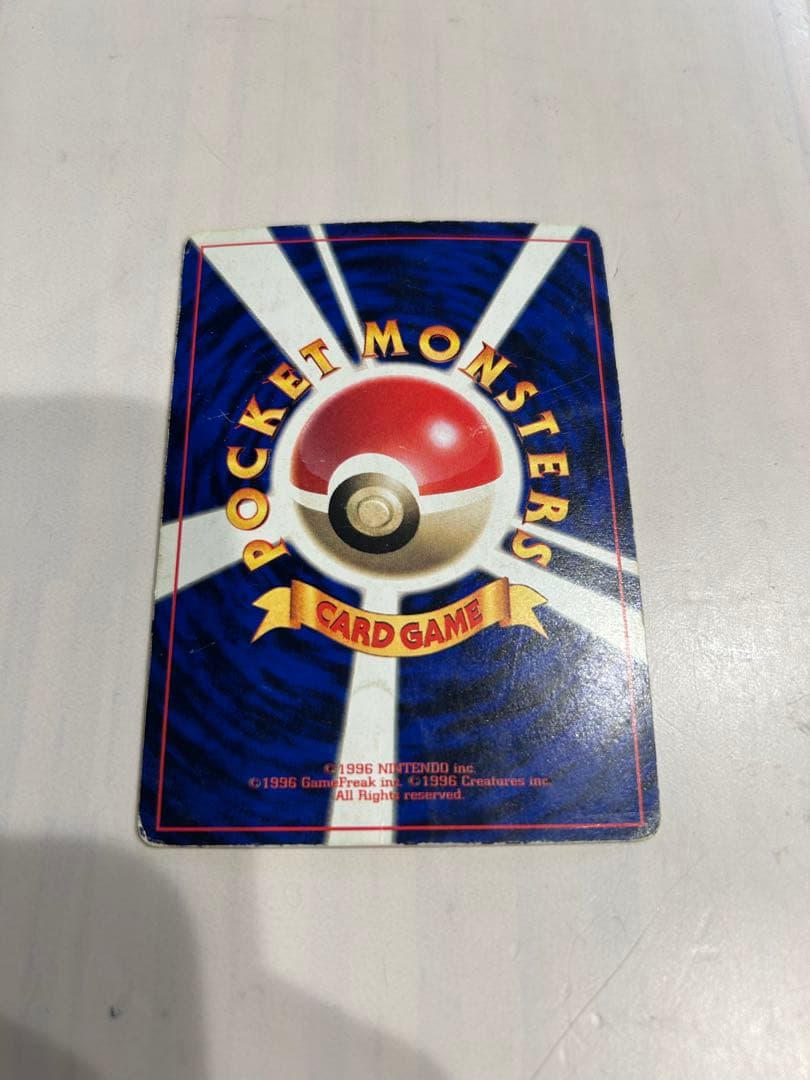 POCKET MONSTERS
CARD GAME
©1996 NINTENDO inc.
©1996 GameFreak inc. ©1996 Creatures inc.
All Rights reserved.